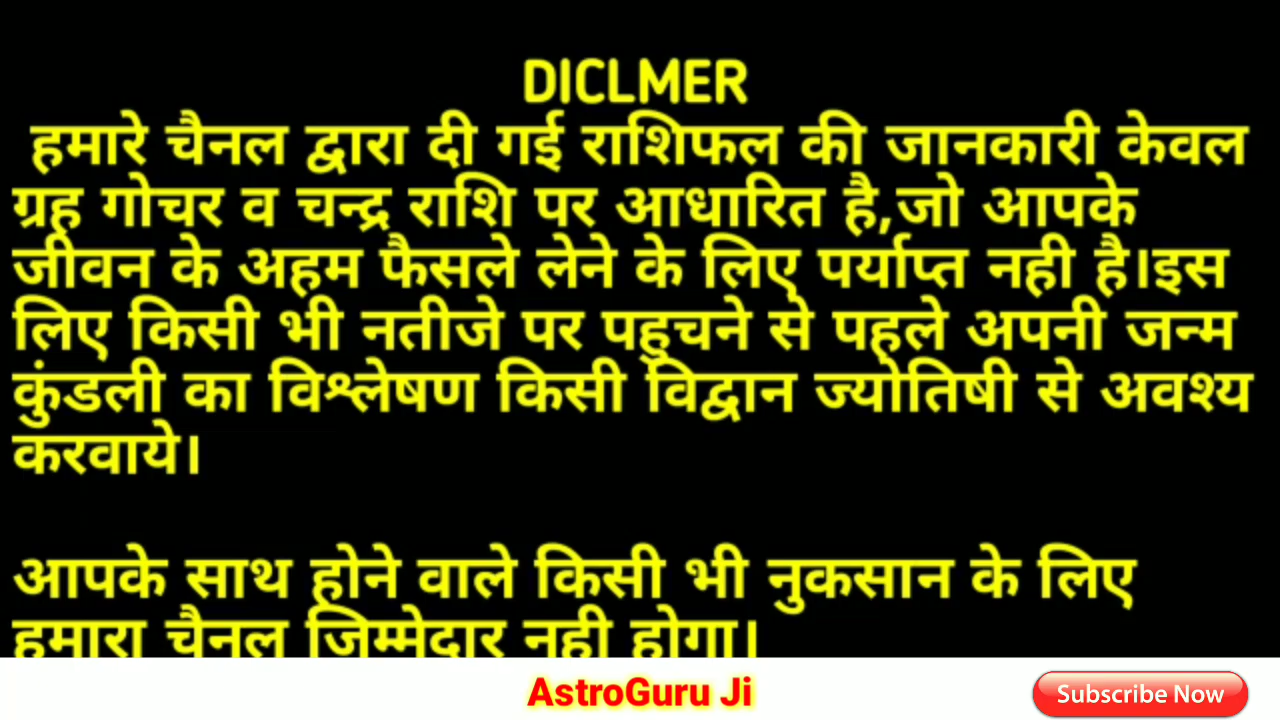 DICLMER
हमारे चैनल द्वारा दी गई राशिफल की जानकारी केवल
ग्रह गोचर व चन्द्र राशि पर आधारित है,जो आपके
जीवन के अहम फैसले लेने के लिए पर्याप्त नही है।इस
लिए किसी भी नतीजे पर पहुचने से पहले अपनी जन्म
कुंडली का विश्लेषण किसी विद्वान ज्योतिषी से अवश्य
करवाये।
आपके साथ होने वाले किसी भी नुकसान के लिए
हमारा चैनल जिम्मेदार नही होगा।
AstroGuru Ji
Subscribe Now